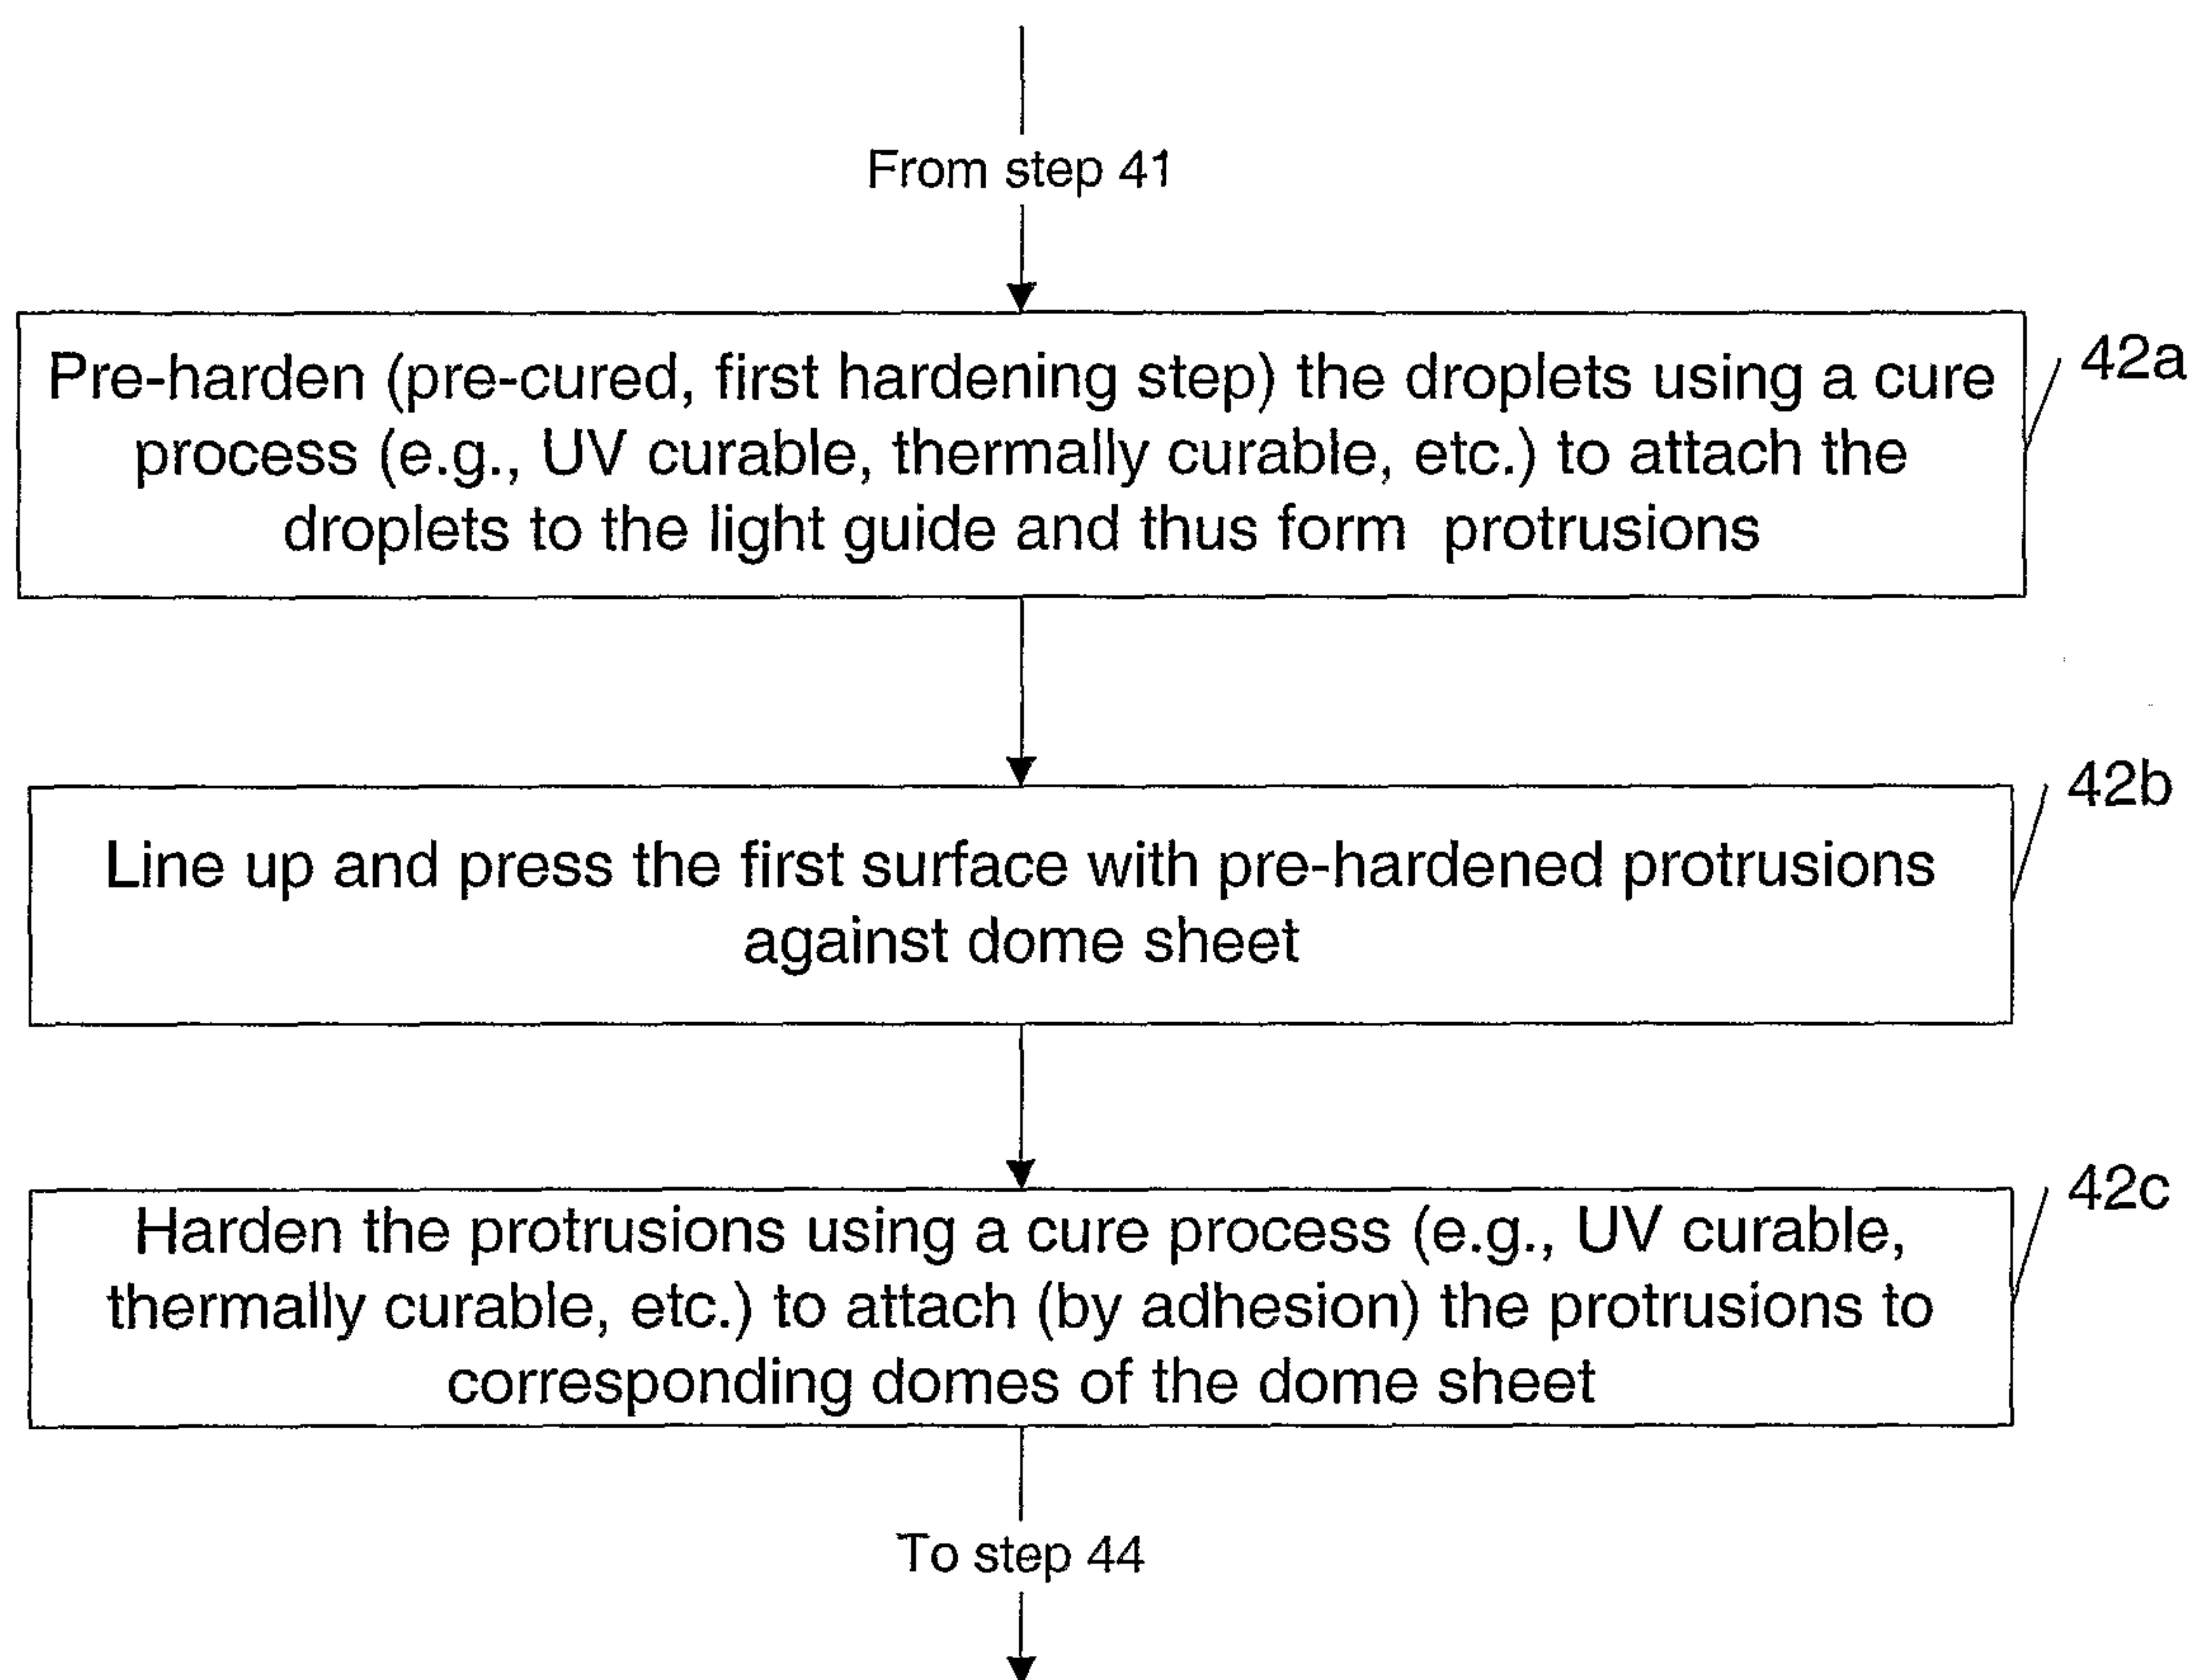 From step 41
Pre-harden (pre-cured, first hardening step) the droplets using a cure
process (e.g., UV curable, thermally curable, etc.) to attach the
droplets to the light guide and thus form protrusions
42a
Line up and press the first surface with pre-hardened protrusions
against dome sheet
42b
Harden the protrusions using a cure process (e.g., UV curable,
thermally curable, etc.) to attach (by adhesion) the protrusions to
corresponding domes of the dome sheet
42c
To step 44